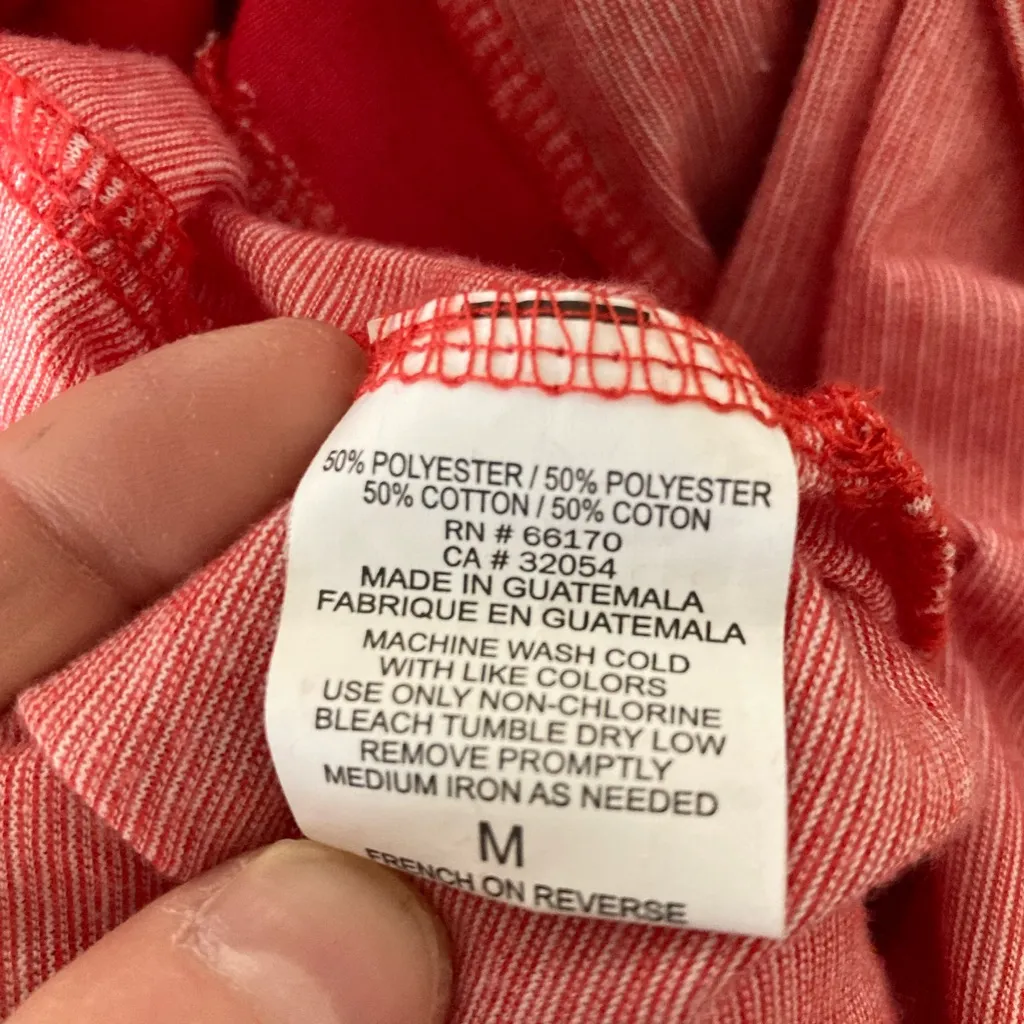 50% POLYESTER / 50% POLYESTER
50% COTTON / 50% COTON
RN # 66170
CA # 32054
MADE IN GUATEMALA
FABRIQUE EN GUATEMALA
MACHINE WASH COLD
WITH LIKE COLORS
USE ONLY NON-CHLORINE
BLEACH TUMBLE DRY LOW
REMOVE PROMPTLY
MEDIUM IRON AS NEEDED
M
FRENCH ON REVERSE